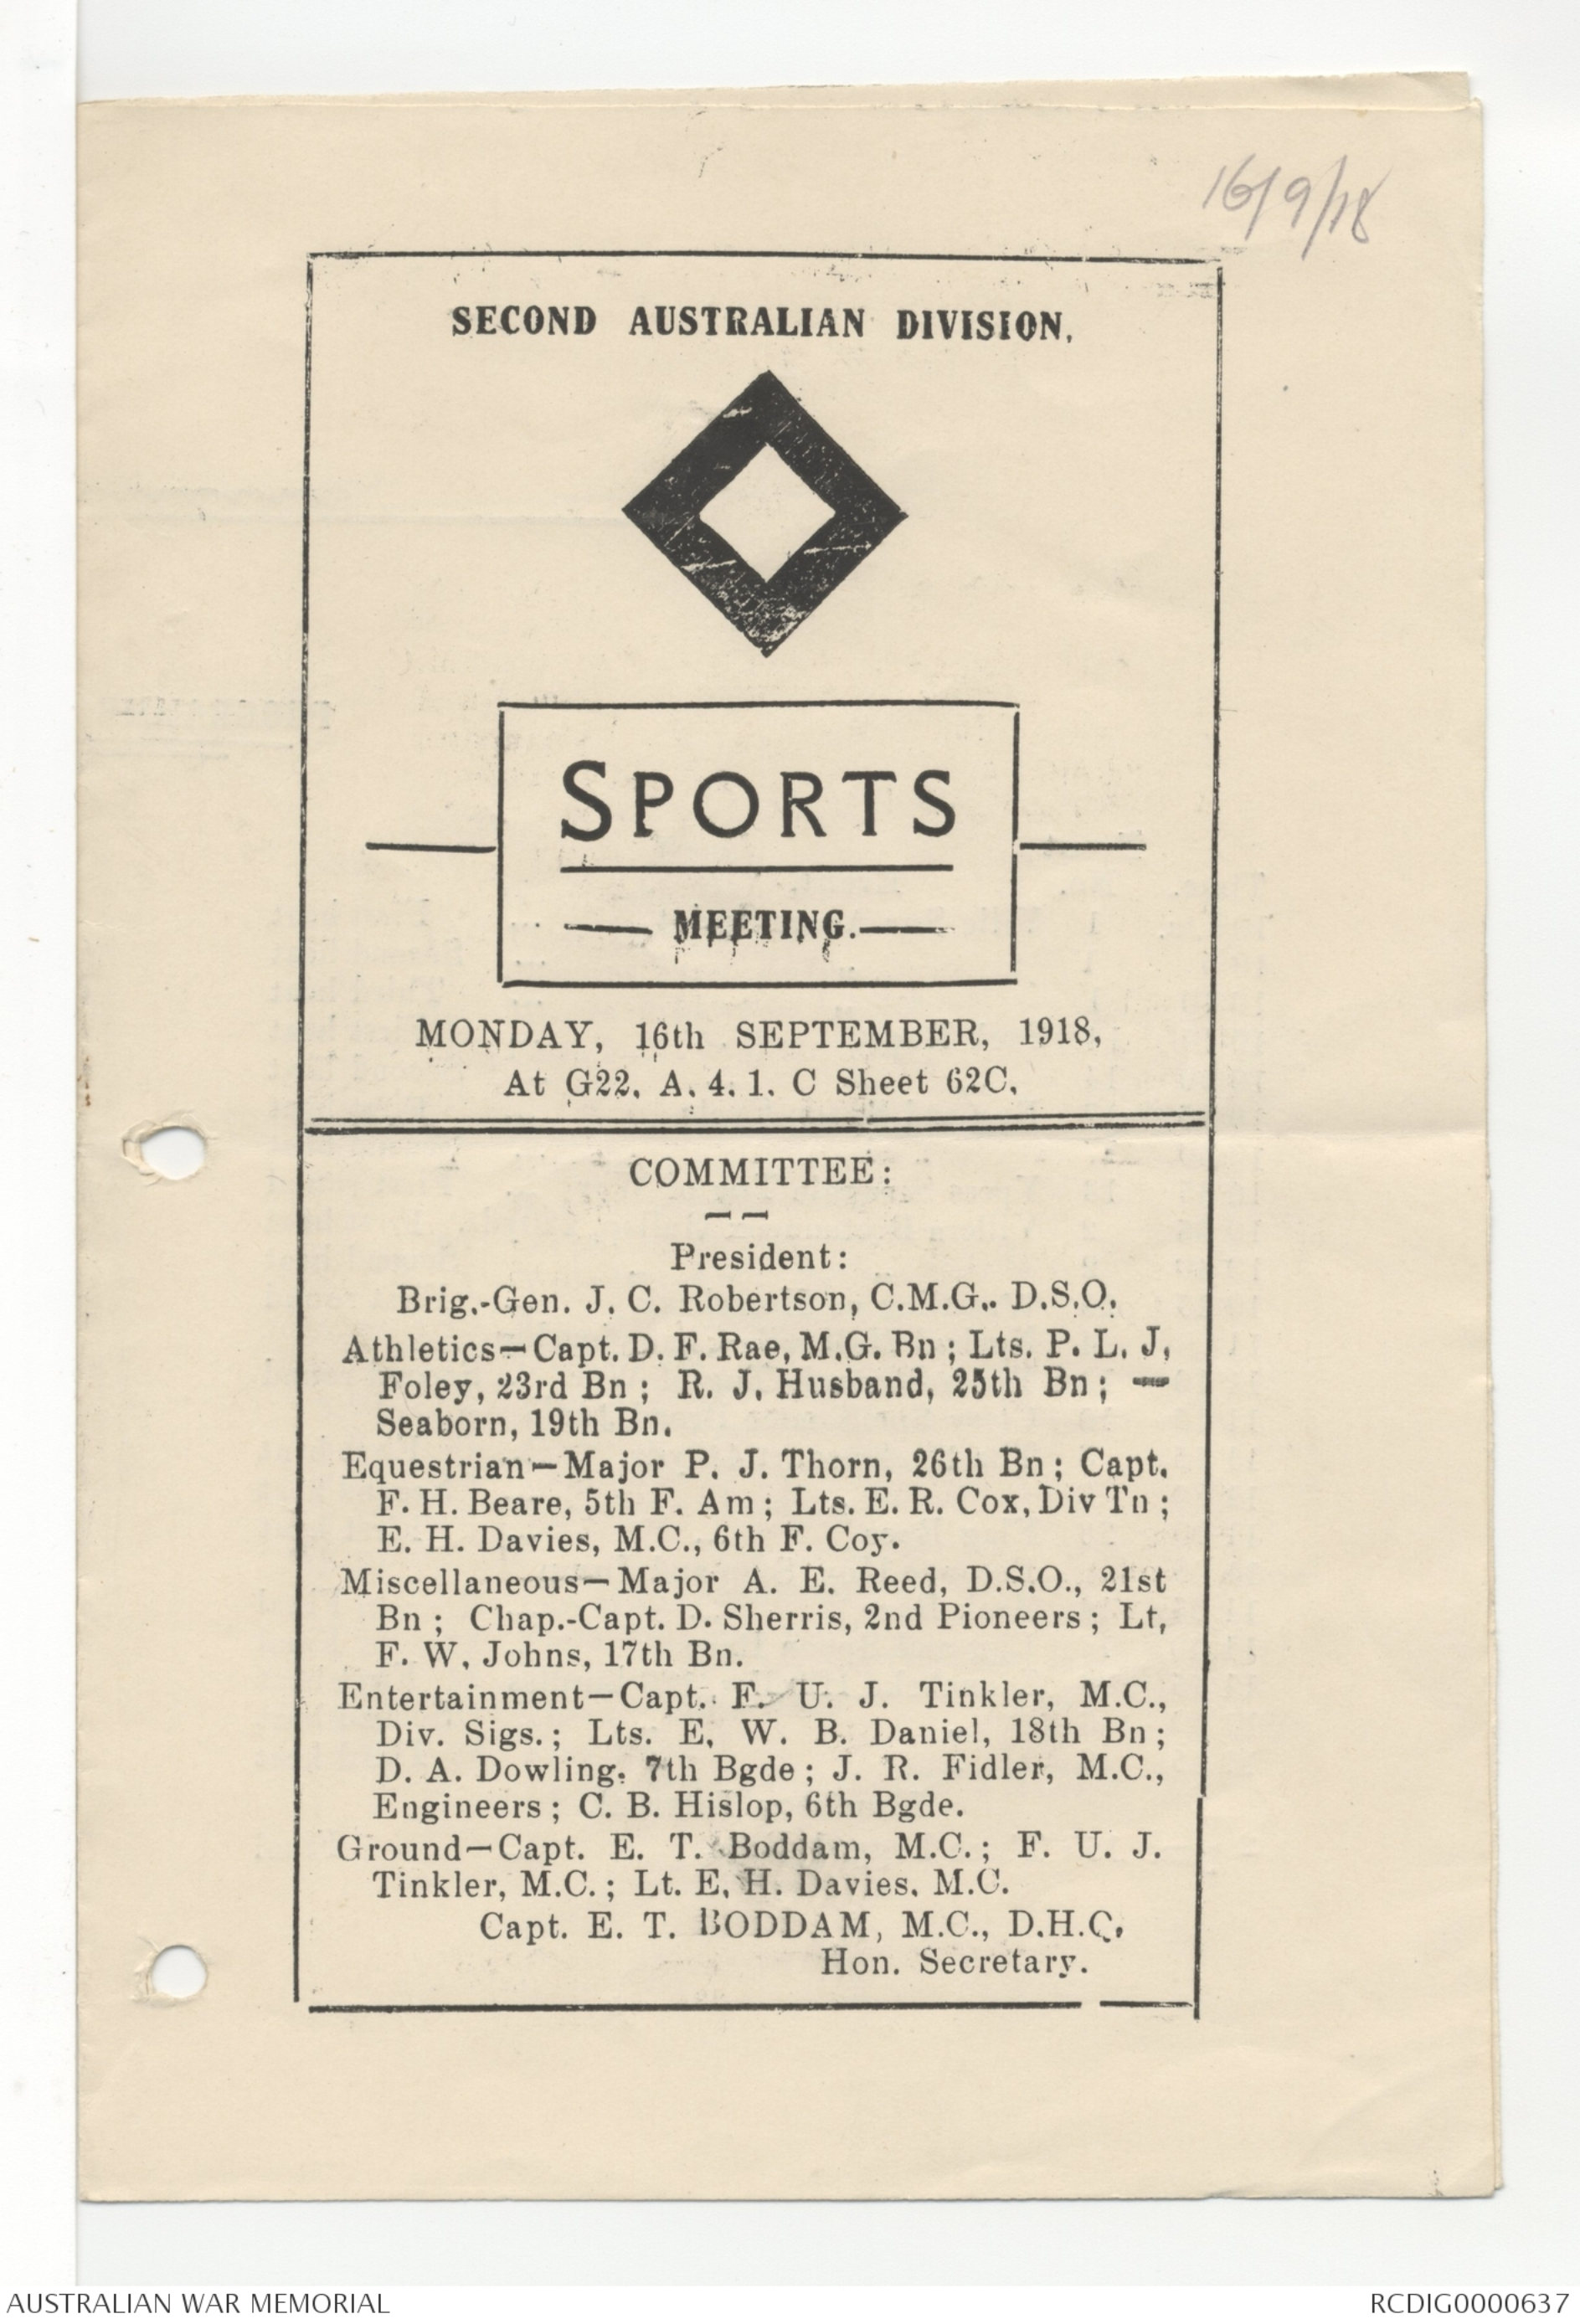 16/9/18
SECOND AUSTRALIAN DIVISION.
SPORTS
MEETING.
MONDAY, 16th SEPTEMBER, 1918,
At G22. A. 4. 1. C Sheet 62C.
COMMITTEE:
President:
Brig.-Gen. J. C. Robertson, C.M.G.. D.S.O.
Athletics—Capt. D. F. Rae, M.G. Bn ; Lts. P. L. J,
Foley, 23rd Bn ; R. J. Husband, 25th Bn ; —
Seaborn, 19th Bn.
Equestrian—Major P. J. Thorn, 26th Bn ; Capt.
F. H. Beare, 5th F. Am ; Lts. E. R. Cox, Div Tn ;
E. H. Davies, M.C., 6th F. Coy.
Miscellaneous—Major A. E. Reed, D.S.O., 21st
Bn ; Chap.-Capt. D. Sherris, 2nd Pioneers ; Lt,
F. W. Johns, 17th Bn.
Entertainment—Capt. F. U. J. Tinkler, M.C.,
Div. Sigs. ; Lts. E, W. B. Daniel, 18th Bn ;
D. A. Dowling. 7th Bgde ; J. R. Fidler, M.C.,
Engineers ; C. B. Hislop, 6th Bgde.
Ground—Capt. E. T. Boddam, M.C. ; F. U. J.
Tinkler, M.C. ; Lt. E, H. Davies. M.C.
Capt. E. T. BODDAM, M.C., D.H.Q.
Hon. Secretary.
AUSTRALIAN WAR MEMORIAL
RCDIG0000637